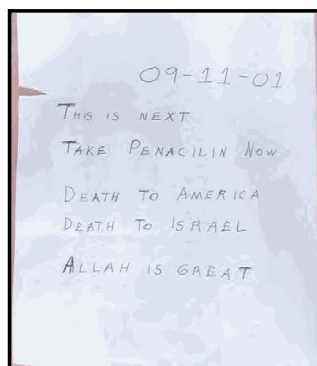 09-11-01
THIS IS NEXT
TAKE PENACILIN NOW
DEATH TO AMERICA
DEATH TO ISRAEL
ALLAH IS GREAT